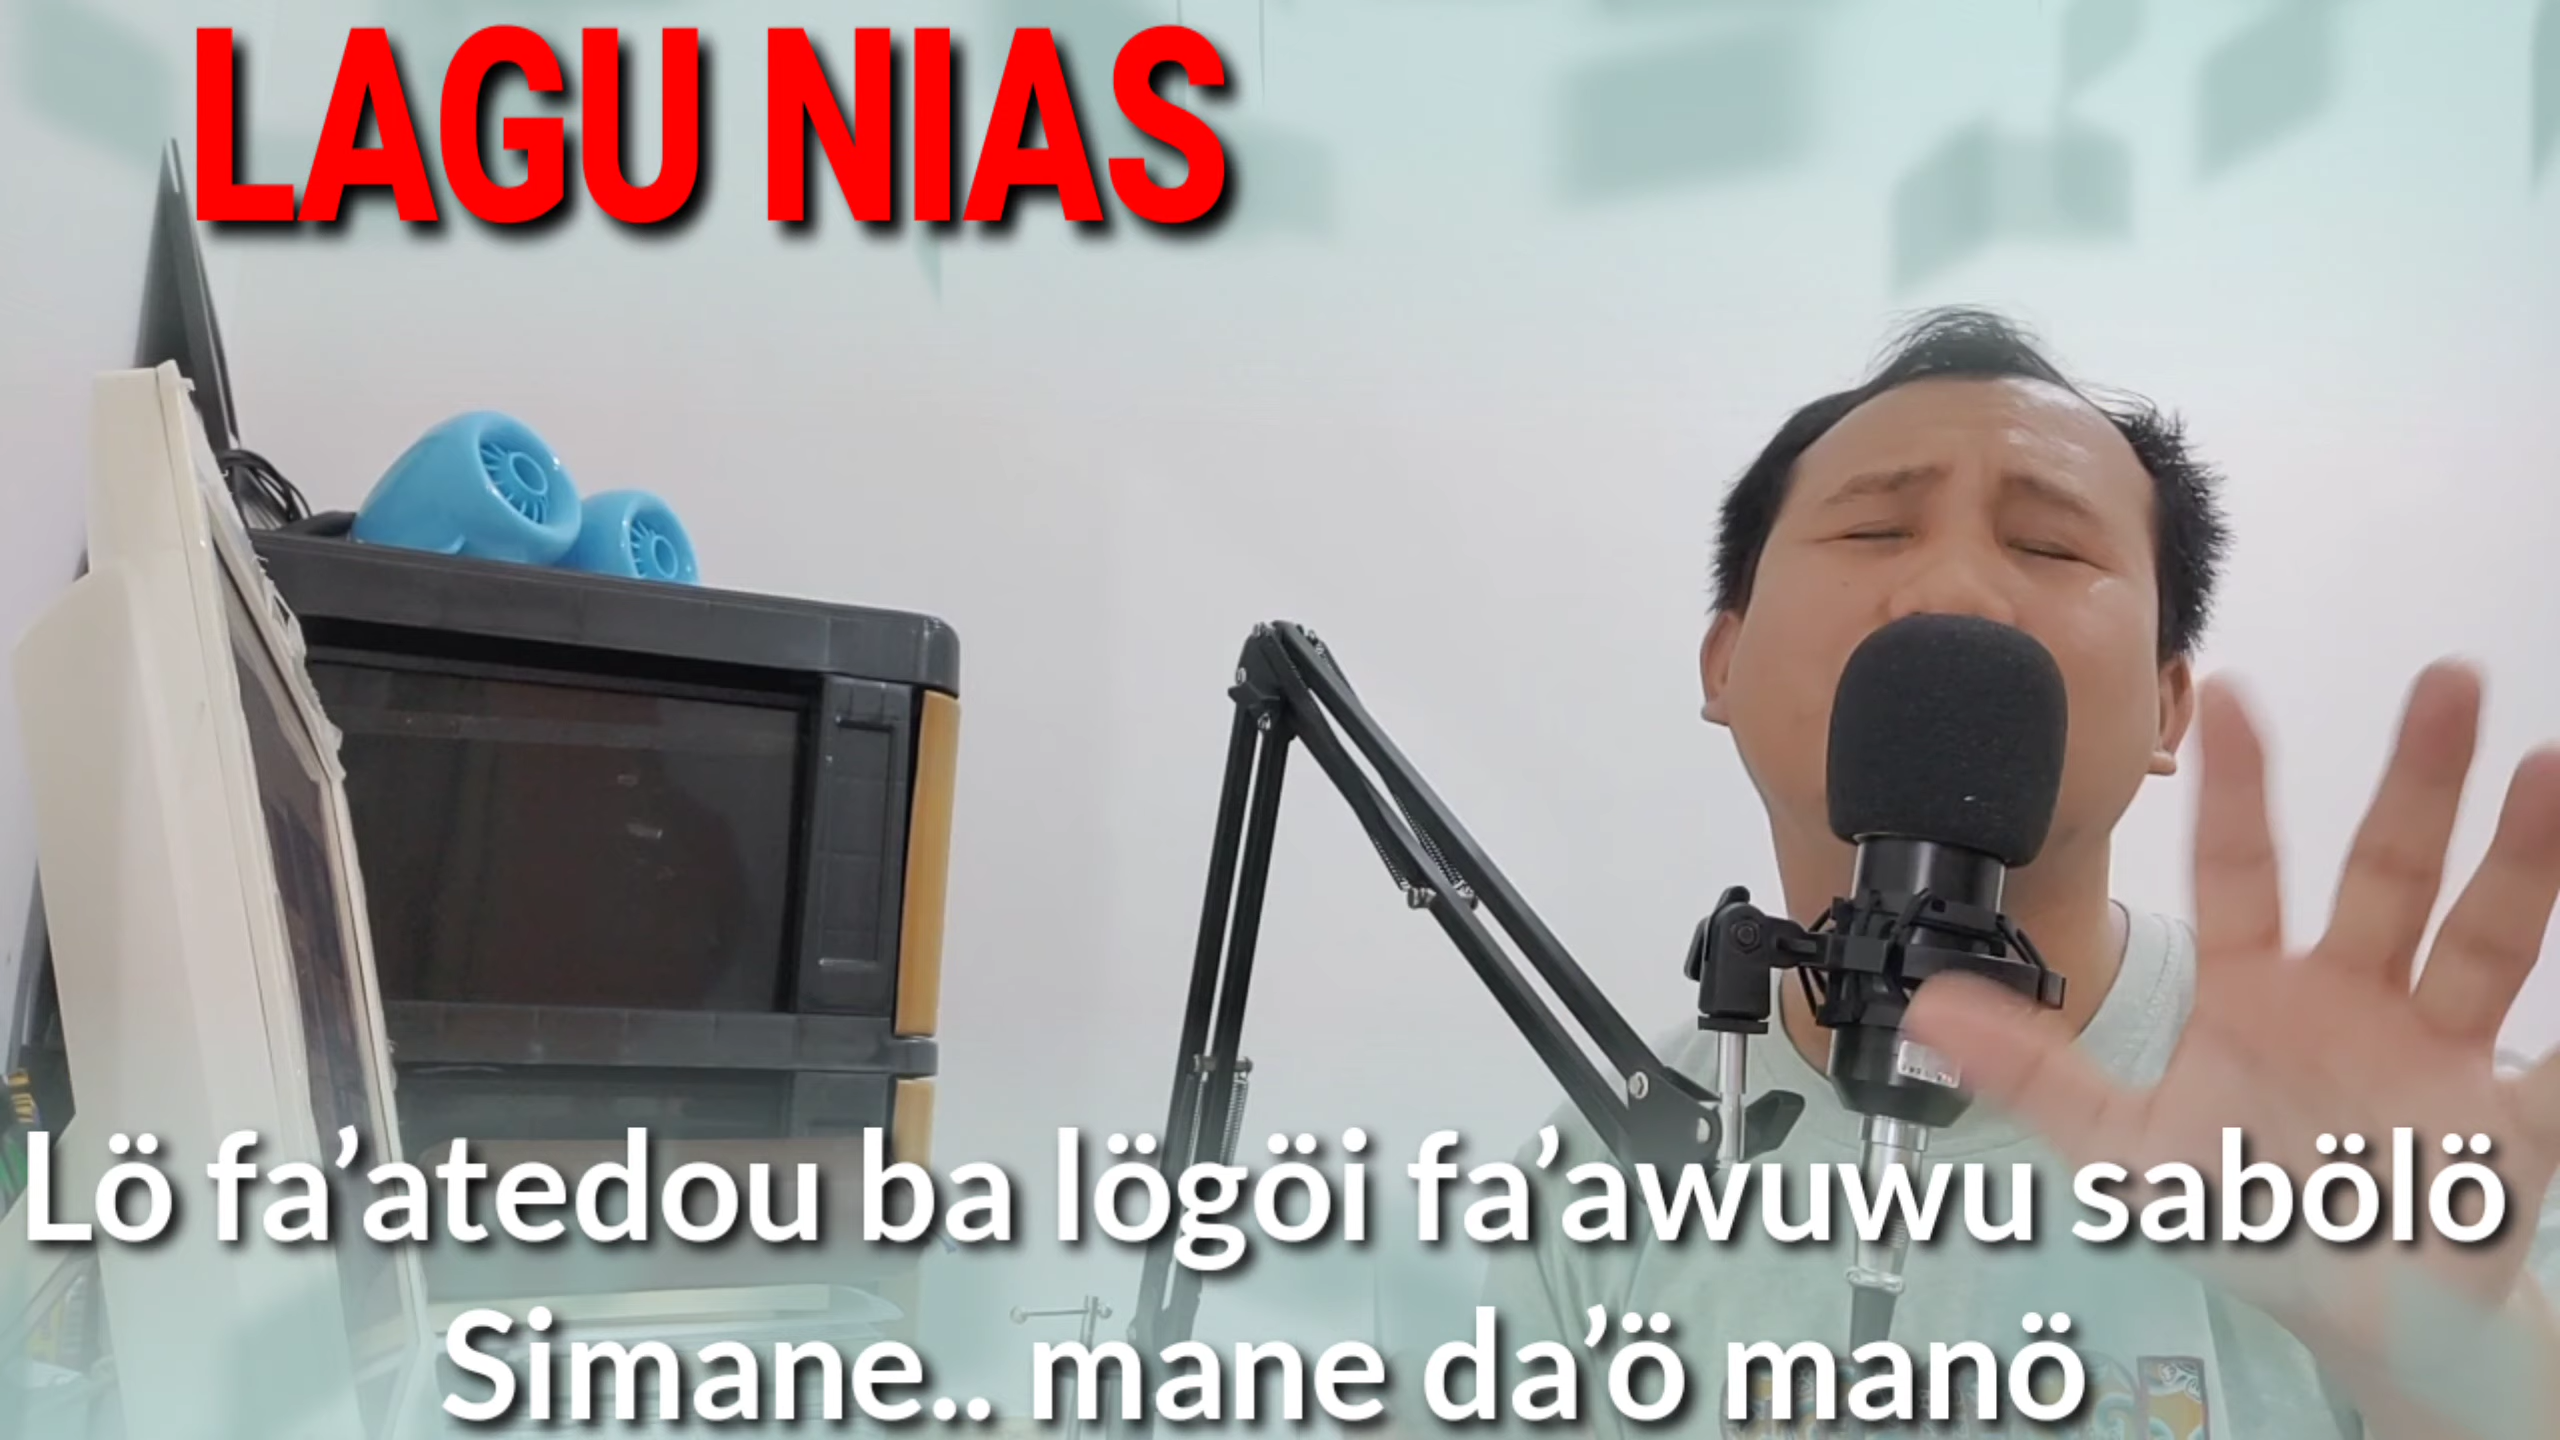 LAGU NIAS
Lö fa’atedou ba lögöi fa’awuwu sabölö
Simane.. mane da’ö manö